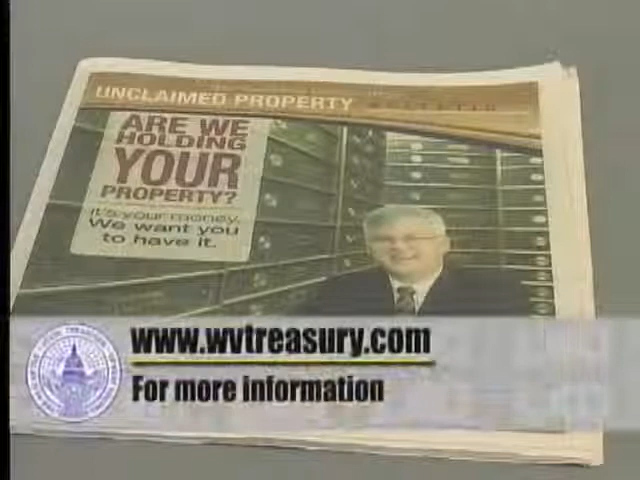 UNCLAIMED PROPERTY
ARE WE
HOLDING
YOUR
PROPERTY?
It's your money.
We want you
to have it.
www.wvtreasury.com
For more information